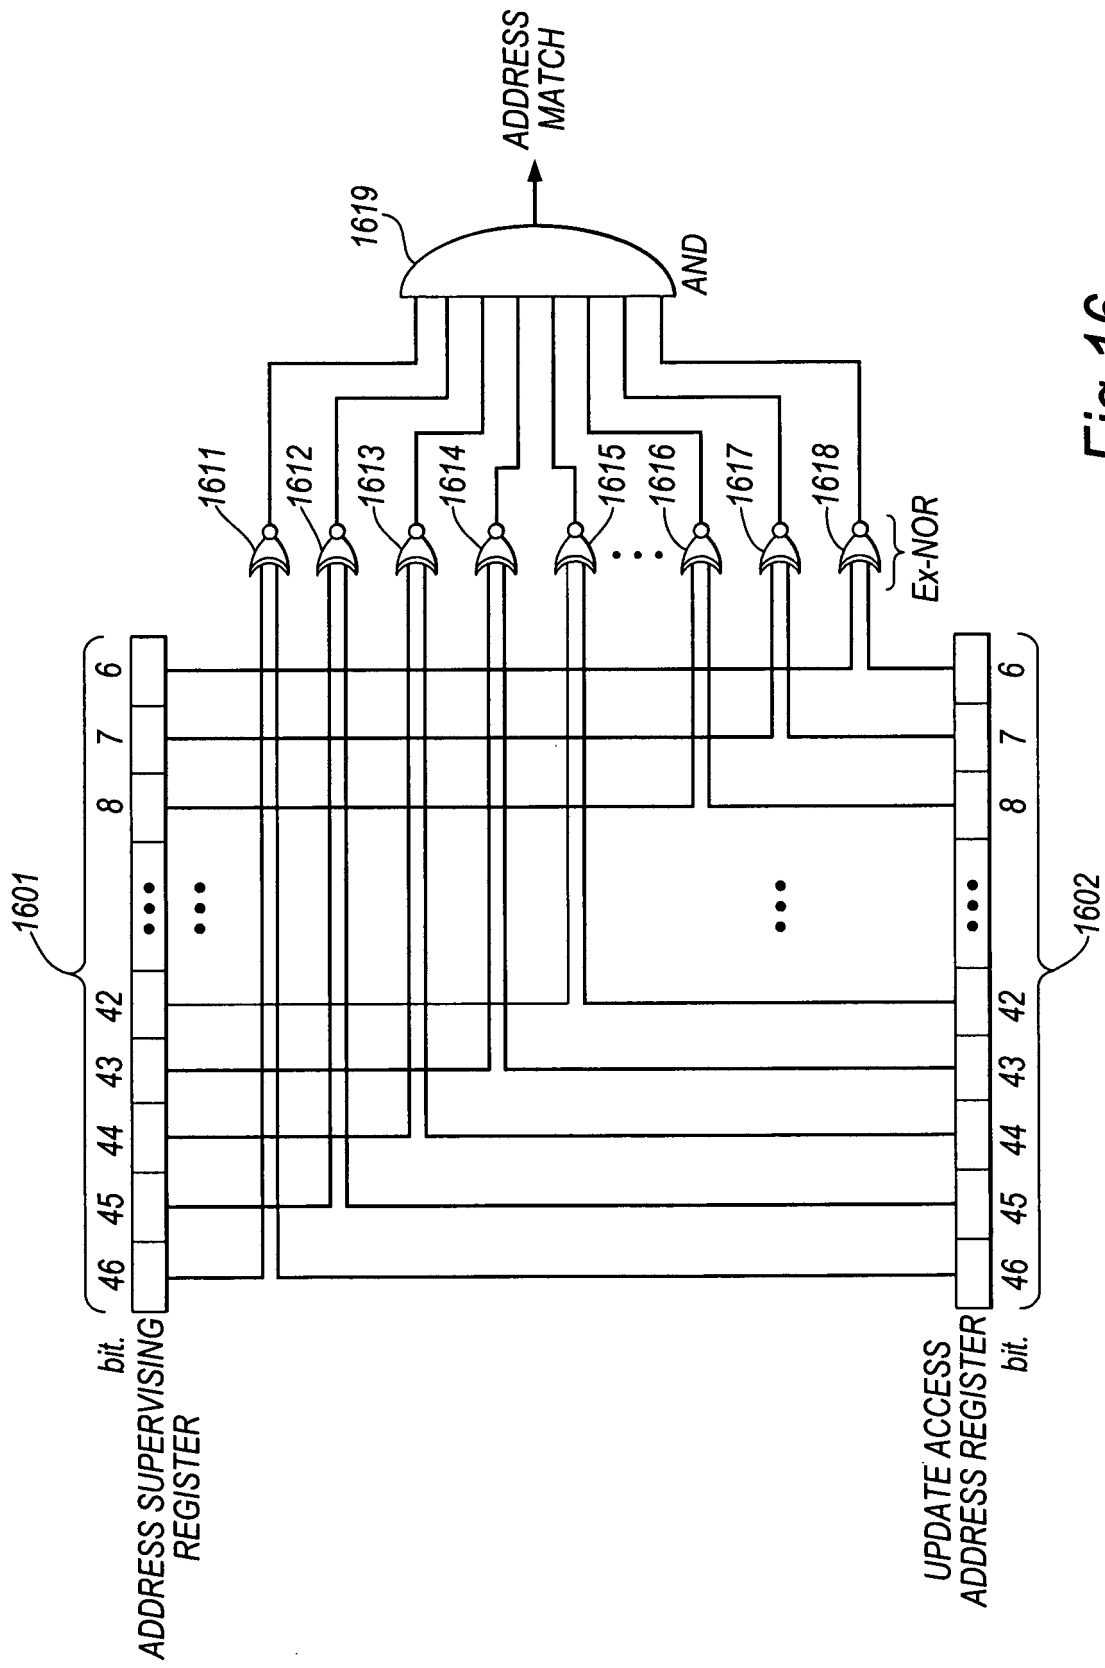 1601
bit. 46 45 44 43 42 ••• 8 7 6
ADDRESS SUPERVISING
REGISTER
•••
1611
1612
1613
1614
1615
•••
1616
1617
1618
Ex-NOR
1619
AND
ADDRESS
MATCH
•••
UPDATE ACCESS
ADDRESS REGISTER
•••
bit. 46 45 44 43 42 8 7 6
1602